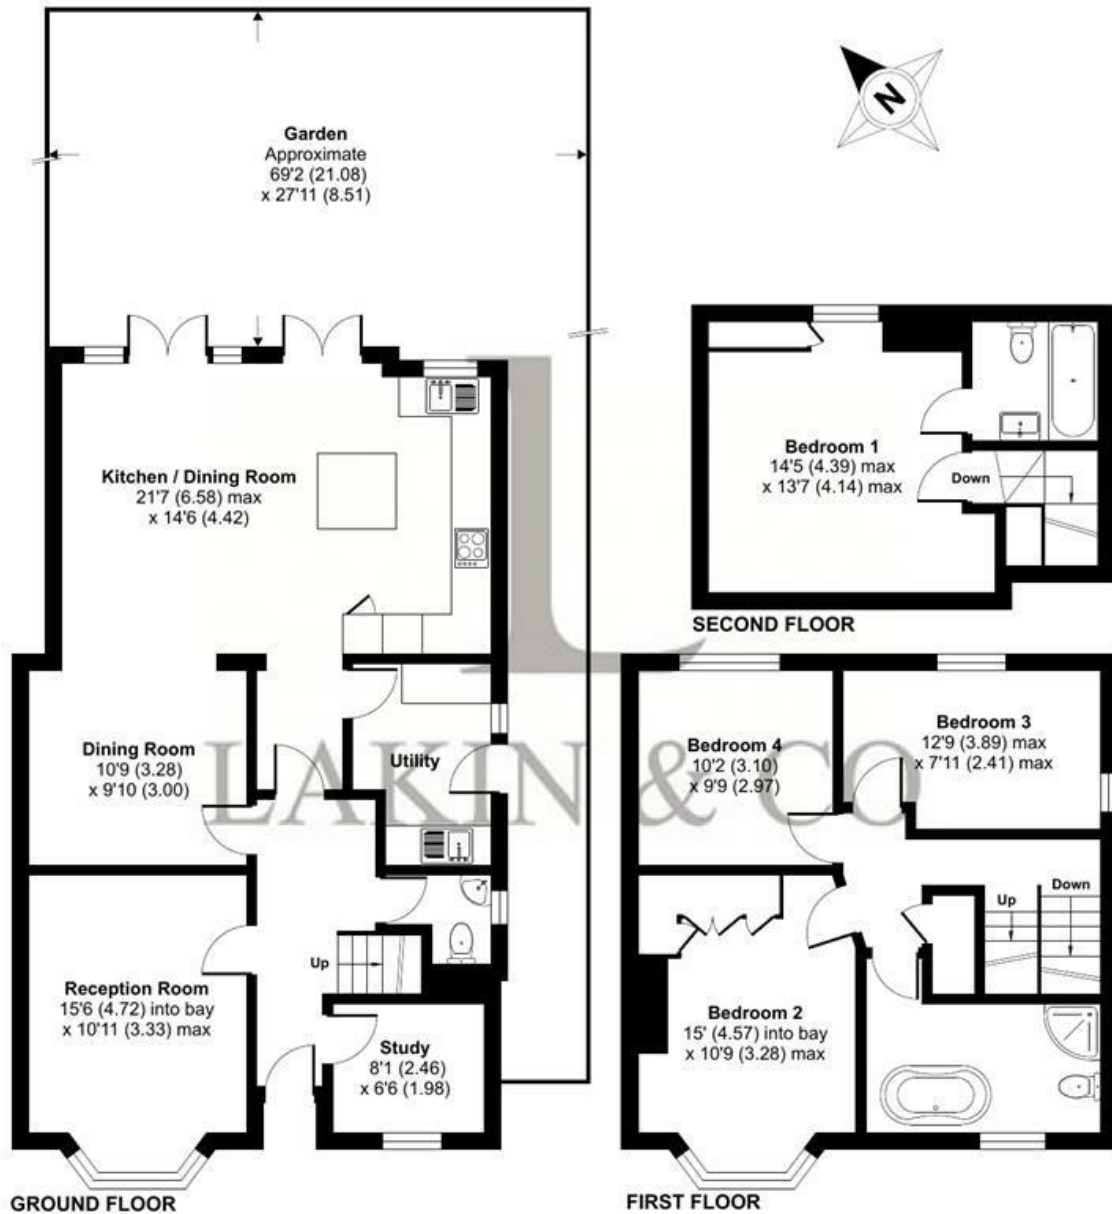 Garden
Approximate
69'2 (21.08)
x 27'11 (8.51)
N
Kitchen / Dining Room
21'7 (6.58) max
x 14'6 (4.42)
Bedroom 1
14'5 (4.39) max
x 13'7 (4.14) max
Down
SECOND FLOOR
Dining Room
10'9 (3.28)
x 9'10 (3.00)
Utility
L
LAKIN & CO
Reception Room
15'6 (4.72) into bay
x 10'11 (3.33) max
Up
Study
8'1 (2.46)
x 6'6 (1.98)
GROUND FLOOR
Bedroom 4
10'2 (3.10)
x 9'9 (2.97)
Bedroom 3
12'9 (3.89) max
x 7'11 (2.41) max
Up
Down
Bedroom 2
15' (4.57) into bay
x 10'9 (3.28) max
FIRST FLOOR